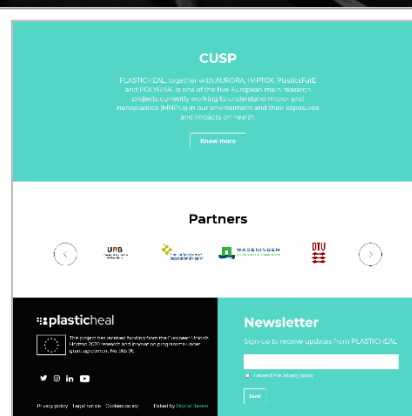 CUSP
PLASTICHEAL, together with AURORA, IMPTOX, PlasticsFatE
and POLYRISK, is one of the five European main research
projects currently working to understand micro- and
nanoplastics (MNPLs) in our environment and their exposures
and impacts on health.
Know more
Partners
UAB
WAGENINGEN
DTU
plasticheal
This project has received funding from the European Union's
Horizon 2020 research and innovation programme under
grant agreement No 965196
Privacy policy Legal notice Cookies policy
Newsletter
Sign-up to receive updates from PLASTICHEAL
I accept the privacy policy
Send